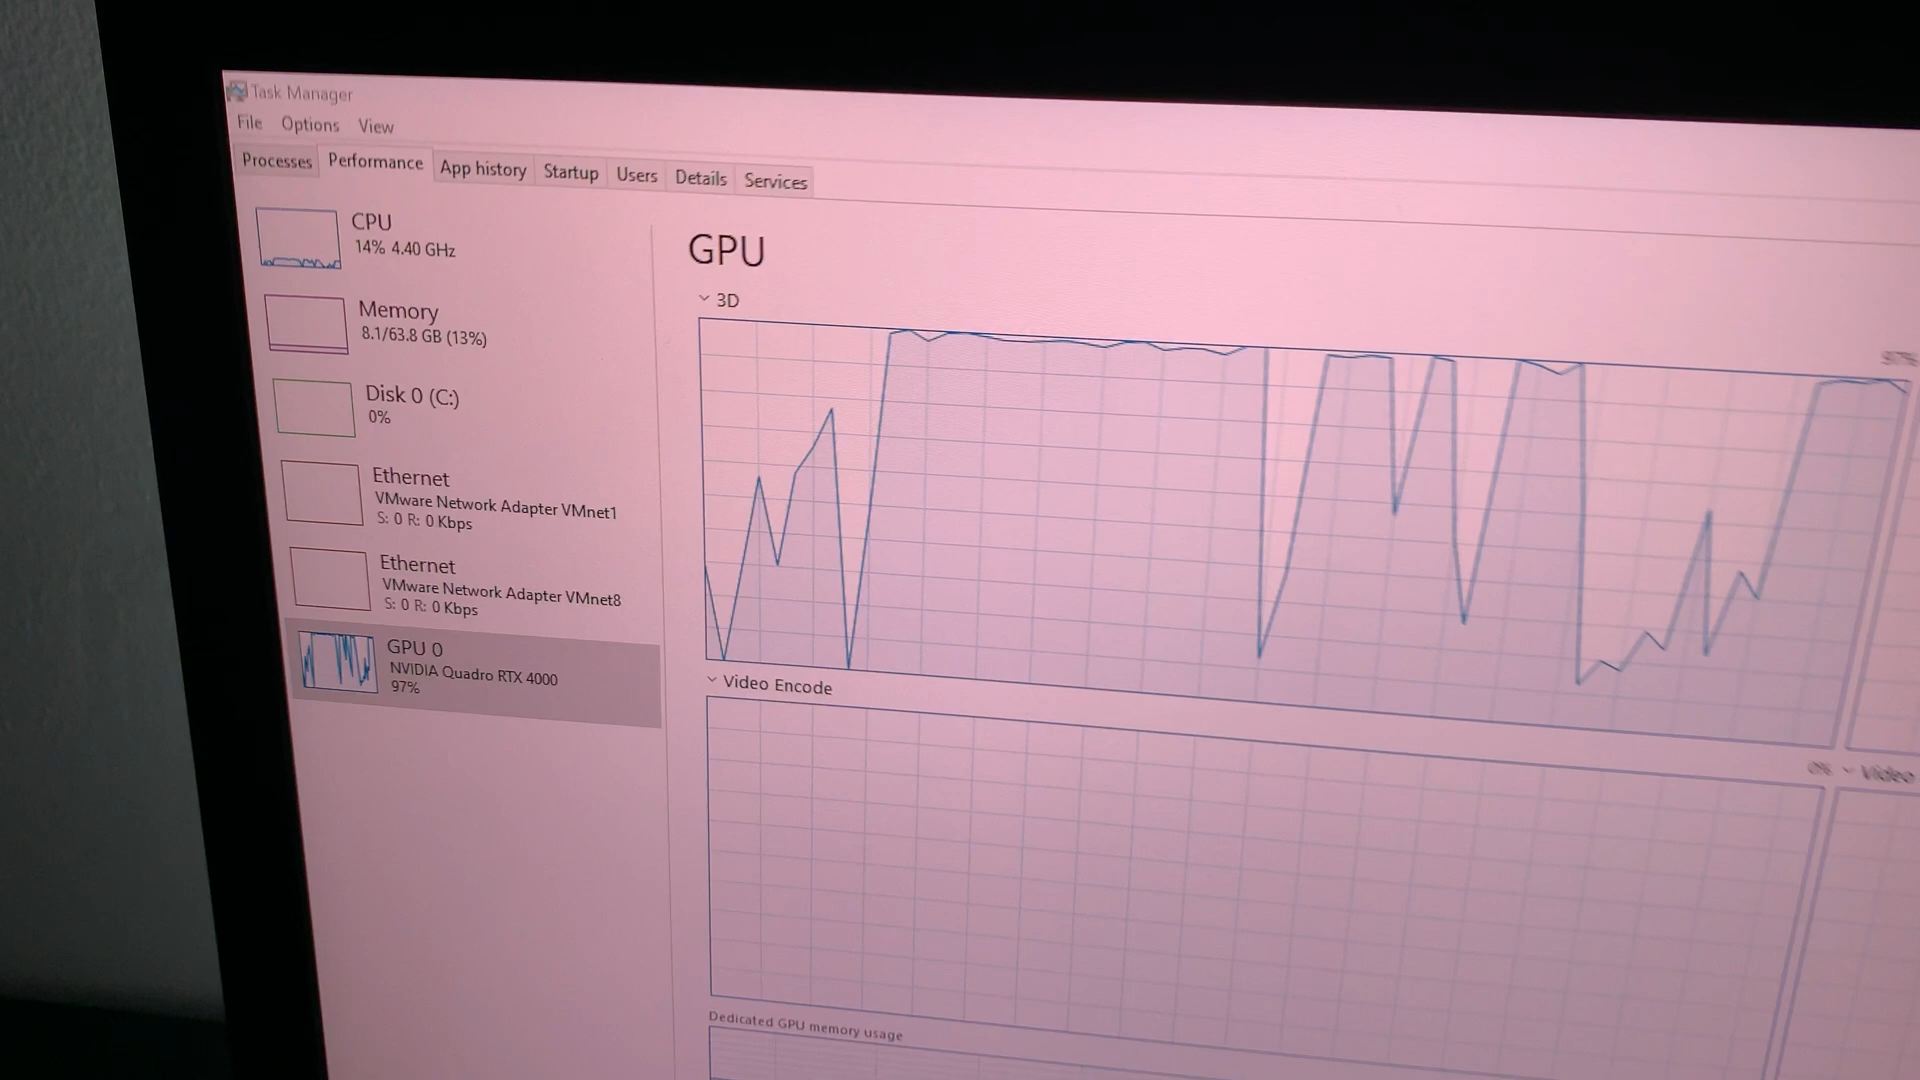 Task Manager
File Options View
Processes Performance App history Startup Users Details Services
CPU
14% 4.40 GHz
Memory
8.1/63.8 GB (13%)
Disk 0 (C:)
0%
Ethernet
VMware Network Adapter VMnet1
S: 0 R: 0 Kbps
Ethernet
VMware Network Adapter VMnet8
S: 0 R: 0 Kbps
GPU 0
NVIDIA Quadro RTX 4000
97%
GPU
3D
97%
Video Encode
0%
Video
Dedicated GPU memory usage